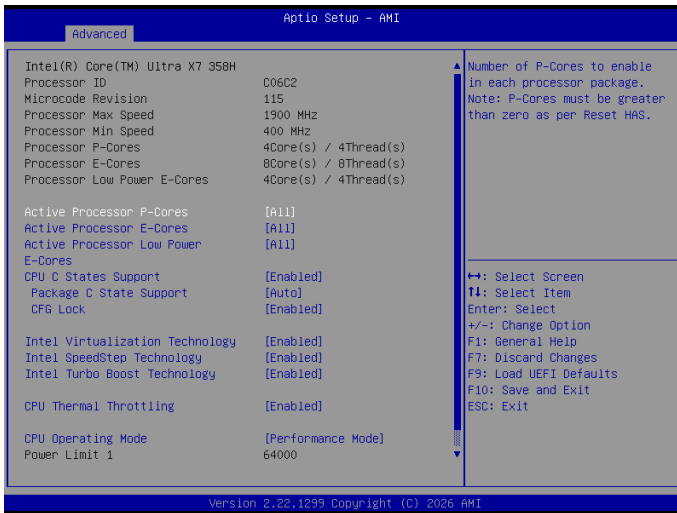 Aptio Setup – AMI
Advanced
Intel(R) Core(TM) Ultra X7 358H
Processor ID C06C2
Microcode Revision 115
Processor Max Speed 1900 MHz
Processor Min Speed 400 MHz
Processor P-Cores 4Core(s) / 4Thread(s)
Processor E-Cores 8Core(s) / 8Thread(s)
Processor Low Power E-Cores 4Core(s) / 4Thread(s)
Active Processor P-Cores [All]
Active Processor E-Cores [All]
Active Processor Low Power [All]
E-Cores
CPU C States Support [Enabled]
Package C State Support [Auto]
CFG Lock [Enabled]
Intel Virtualization Technology [Enabled]
Intel SpeedStep Technology [Enabled]
Intel Turbo Boost Technology [Enabled]
CPU Thermal Throttling [Enabled]
CPU Operating Mode [Performance Mode]
Power Limit 1 64000
Number of P-Cores to enable
in each processor package.
Note: P-Cores must be greater
than zero as per Reset HAS.
↔: Select Screen
↑↓: Select Item
Enter: Select
+/-: Change Option
F1: General Help
F7: Discard Changes
F9: Load UEFI Defaults
F10: Save and Exit
ESC: Exit
Version 2.22.1299 Copyright (C) 2026 AMI